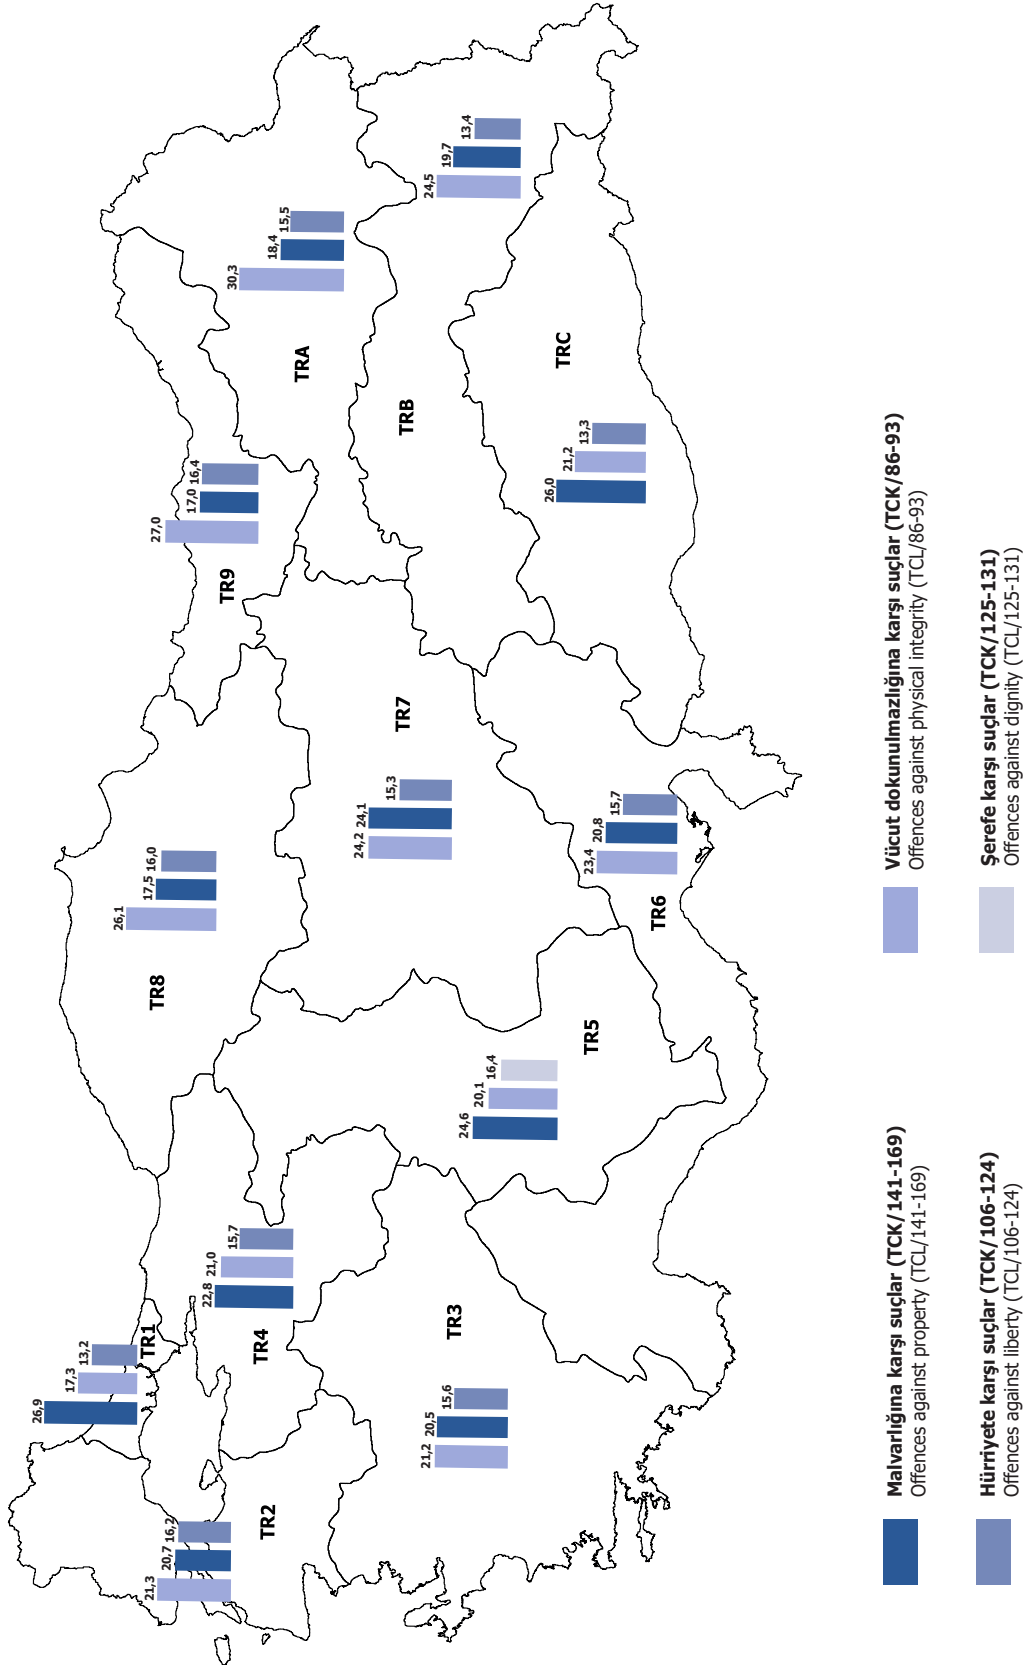 26,9
17,3
13,2
TR1
21,3
20,7
16,2
TR2
22,8
21,0
15,7
TR4
21,2
20,5
15,6
TR3
24,6
20,1
16,4
TR5
26,1
17,5
16,0
TR8
24,2
24,1
15,3
TR7
23,4
20,8
15,7
TR6
27,0
17,0
16,4
TR9
30,3
18,4
15,5
TRA
24,5
19,7
13,4
TRB
26,0
21,2
13,3
TRC
Malvarlığına karşı suçlar (TCK/141-169)
Offences against property (TCL/141-169)
Vücut dokunulmazlığına karşı suçlar (TCK/86-93)
Offences against physical integrity (TCL/86-93)
Hürriyete karşı suçlar (TCK/106-124)
Offences against liberty (TCL/106-124)
Şerefe karşı suçlar (TCK/125-131)
Offences against dignity (TCL/125-131)